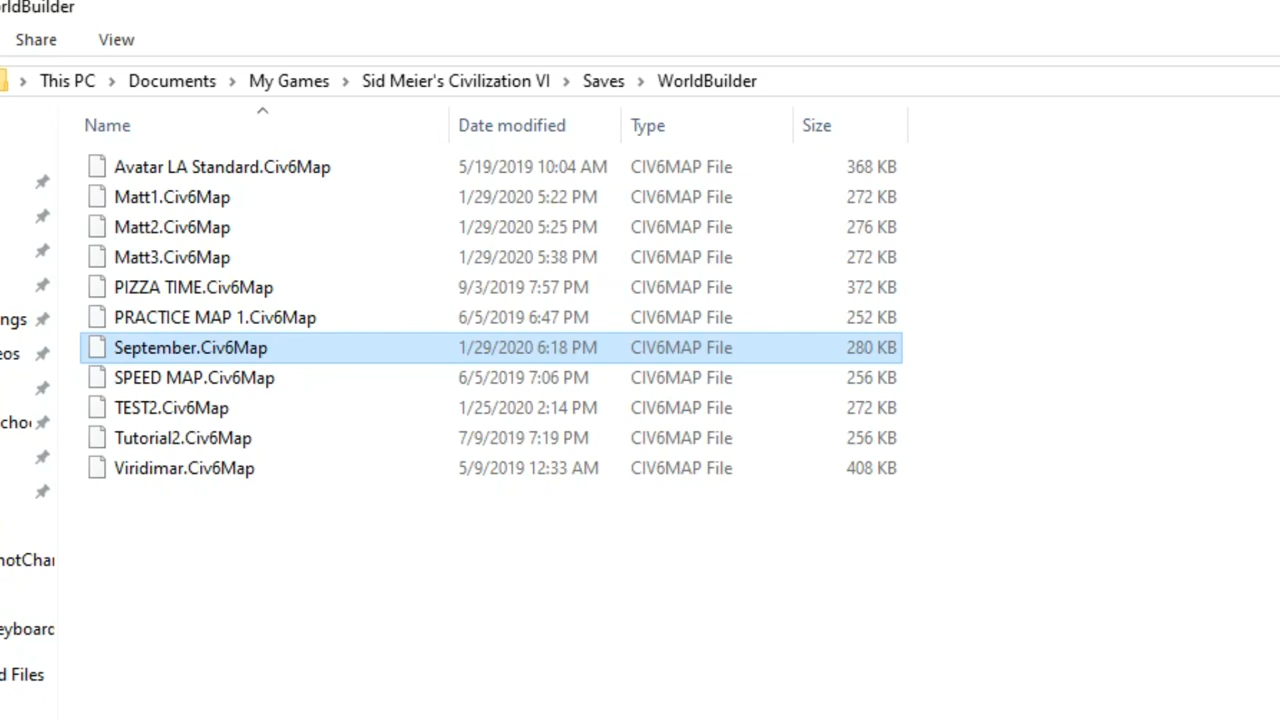 rldBuilder
Share View
This PC Documents My Games Sid Meier's Civilization VI Saves WorldBuilder
Name Date modified Type Size
Avatar LA Standard.Civ6Map 5/19/2019 10:04 AM CIV6MAP File 368 KB
Matt1.Civ6Map 1/29/2020 5:22 PM CIV6MAP File 272 KB
Matt2.Civ6Map 1/29/2020 5:25 PM CIV6MAP File 276 KB
Matt3.Civ6Map 1/29/2020 5:38 PM CIV6MAP File 272 KB
PIZZA TIME.Civ6Map 9/3/2019 7:57 PM CIV6MAP File 372 KB
ngs PRACTICE MAP 1.Civ6Map 6/5/2019 6:47 PM CIV6MAP File 252 KB
eos September.Civ6Map 1/29/2020 6:18 PM CIV6MAP File 280 KB
SPEED MAP.Civ6Map 6/5/2019 7:06 PM CIV6MAP File 256 KB
TEST2.Civ6Map 1/25/2020 2:14 PM CIV6MAP File 272 KB
cho
Tutorial2.Civ6Map 7/9/2019 7:19 PM CIV6MAP File 256 KB
Viridimar.Civ6Map 5/9/2019 12:33 AM CIV6MAP File 408 KB
notCha
eyboard
d Files